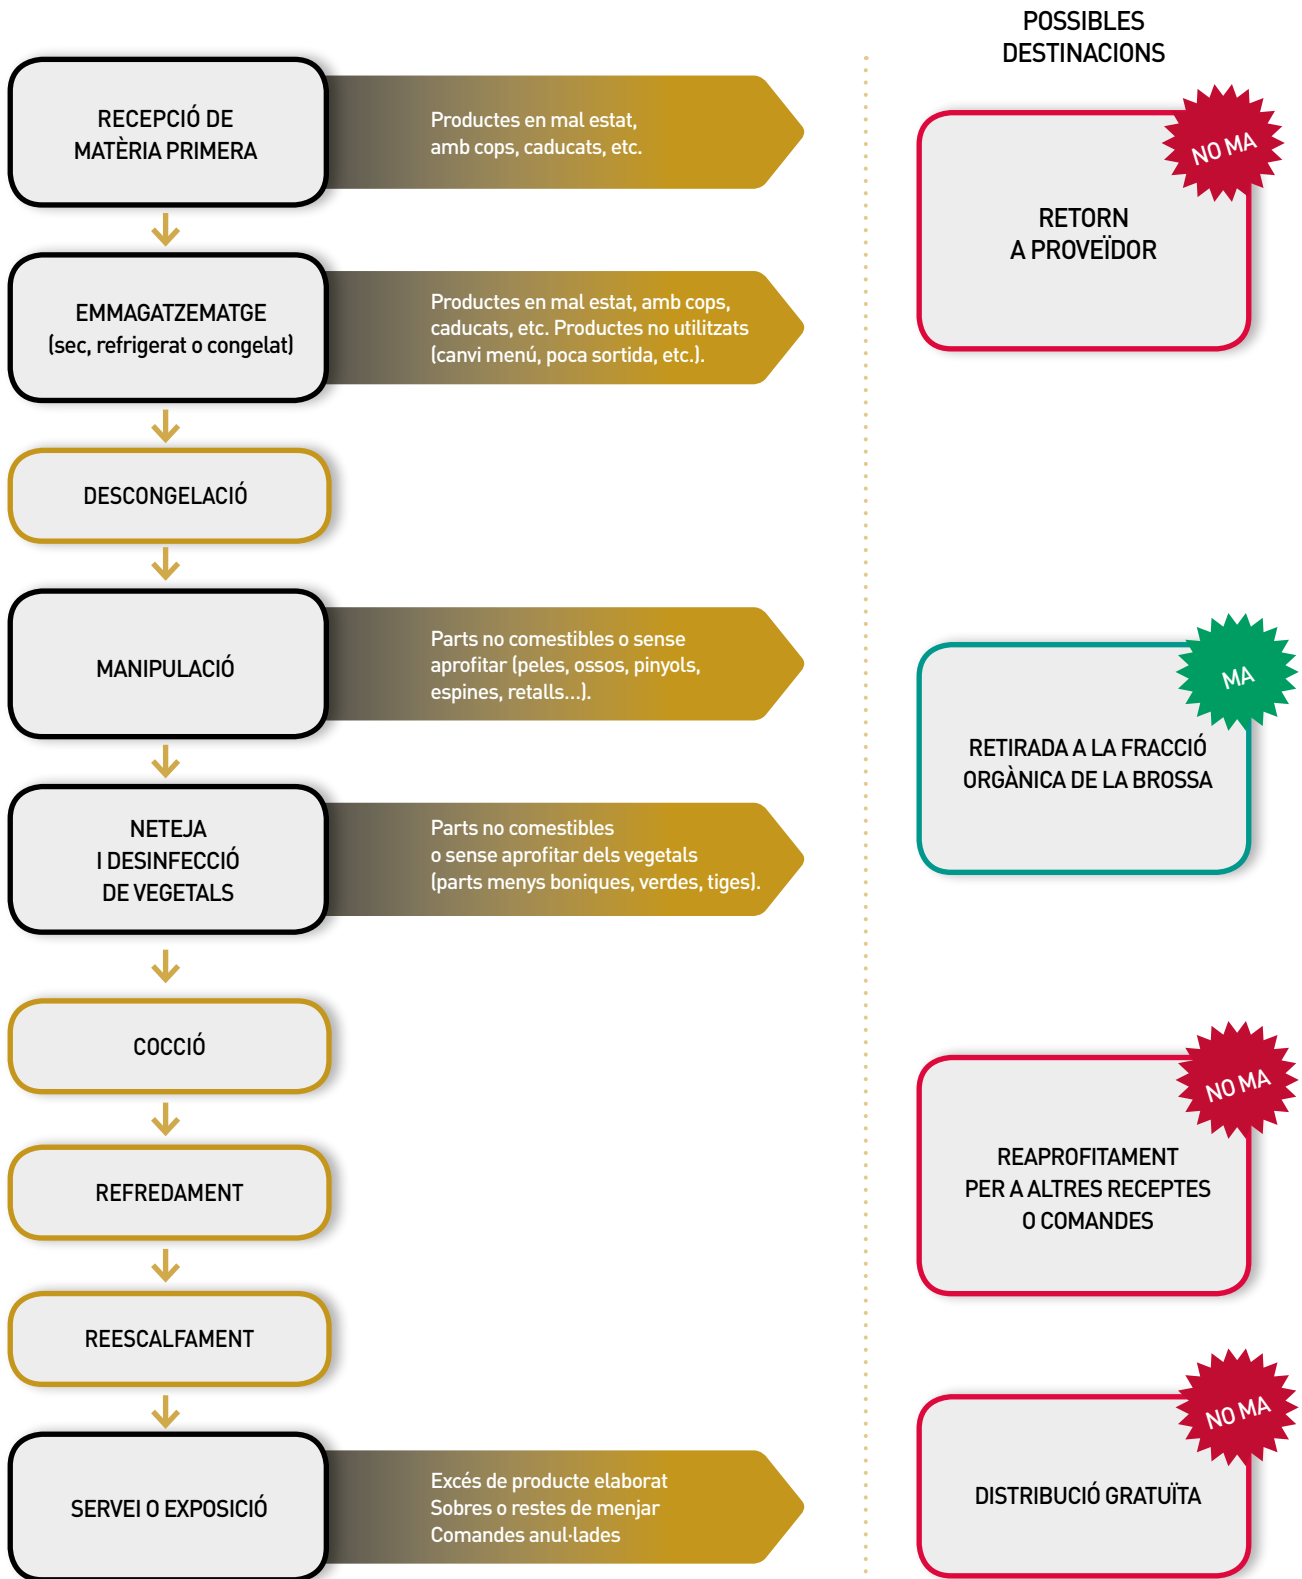 POSSIBLES
DESTINACIONS
RECEPCIÓ DE
MATÈRIA PRIMERA
Productes en mal estat,
amb cops, caducats, etc.
NO MA
RETORN
A PROVEÏDOR
EMMAGATZEMATGE
(sec, refrigerat o congelat)
Productes en mal estat, amb cops,
caducats, etc. Productes no utilitzats
(canvi menú, poca sortida, etc.).
DESCONGELACIÓ
MANIPULACIÓ
Parts no comestibles o sense
aprofitar (peles, ossos, pinyols,
espines, retalls...).
MA
RETIRADA A LA FRACCIÓ
ORGÀNICA DE LA BROSSA
NETEJA
I DESINFECCIÓ
DE VEGETALS
Parts no comestibles
o sense aprofitar dels vegetals
(parts menys boniques, verdes, tiges).
COCCIÓ
NO MA
REAPROFITAMENT
PER A ALTRES RECEPTES
O COMANDES
REFREDAMENT
REESCALFAMENT
NO MA
DISTRIBUCIÓ GRATUÏTA
SERVEI O EXPOSICIÓ
Excés de producte elaborat
Sobres o restes de menjar
Comandes anul·lades